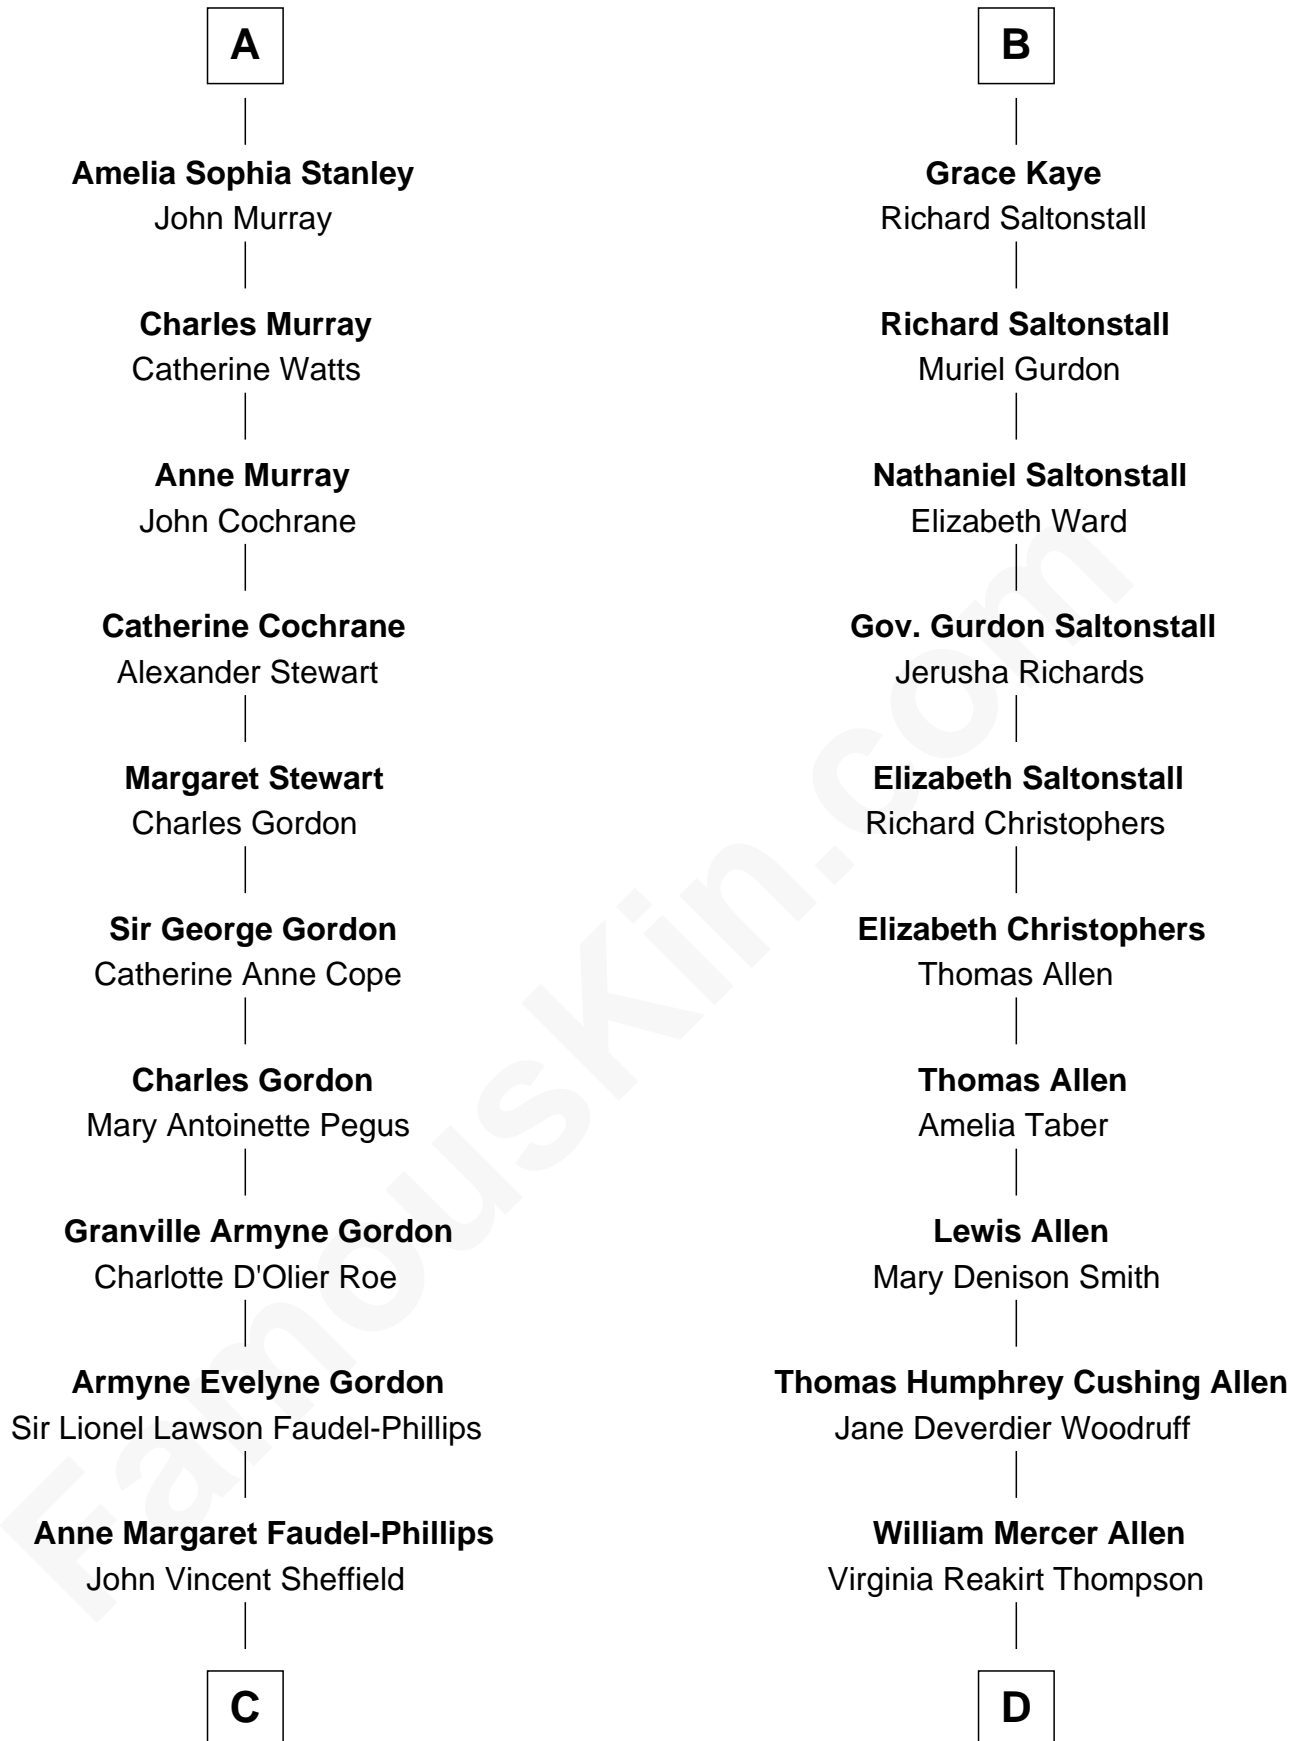 A
Amelia Sophia Stanley
John Murray
Charles Murray
Catherine Watts
Anne Murray
John Cochrane
Catherine Cochrane
Alexander Stewart
Margaret Stewart
Charles Gordon
Sir George Gordon
Catherine Anne Cope
Charles Gordon
Mary Antoinette Pegus
Granville Armyne Gordon
Charlotte D'Olier Roe
Armyne Evelyne Gordon
Sir Lionel Lawson Faudel-Phillips
Anne Margaret Faudel-Phillips
John Vincent Sheffield
C
B
Grace Kaye
Richard Saltonstall
Richard Saltonstall
Muriel Gurdon
Nathaniel Saltonstall
Elizabeth Ward
Gov. Gurdon Saltonstall
Jerusha Richards
Elizabeth Saltonstall
Richard Christophers
Elizabeth Christophers
Thomas Allen
Thomas Allen
Amelia Taber
Lewis Allen
Mary Denison Smith
Thomas Humphrey Cushing Allen
Jane Deverdier Woodruff
William Mercer Allen
Virginia Reakirt Thompson
D
FamousKin.com